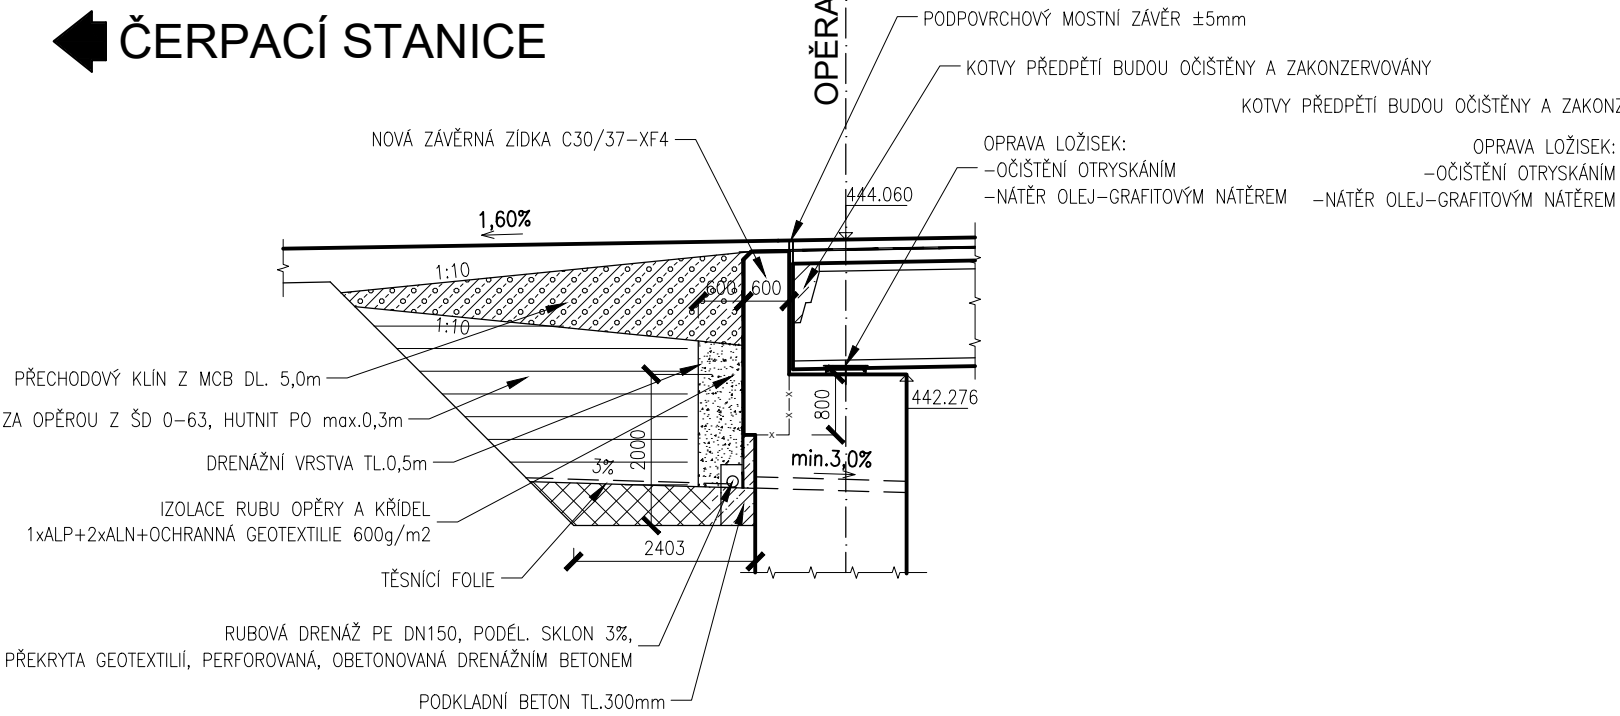 ČERPACÍ STANICE
OPĚRA
PODPOVRCHOVÝ MOSTNÍ ZÁVĚR ±5mm
KOTVY PŘEDPĚTÍ BUDOU OČIŠTĚNY A ZAKONZERVOVÁNY
KOTVY PŘEDPĚTÍ BUDOU OČIŠTĚNY A ZAKONZ
NOVÁ ZÁVĚRNÁ ZÍDKA C30/37-XF4
OPRAVA LOŽISEK:
-OČIŠTĚNÍ OTRYSKÁNÍM
-NÁTĚR OLEJ-GRAFITOVÝM NÁTĚREM
OPRAVA LOŽISEK:
-OČIŠTĚNÍ OTRYSKÁNÍM
-NÁTĚR OLEJ-GRAFITOVÝM NÁTĚREM
444.060
1,60%
1:10
600
600
1:10
PŘECHODOVÝ KLÍN Z MCB DL. 5,0m
442.276
800
ZA OPĚROU Z ŠD 0-63, HUTNIT PO max.0,3m
2000
DRENÁŽNÍ VRSTVA TL.0,5m
3%
min.3,0%
IZOLACE RUBU OPĚRY A KŘÍDEL
1xALP+2xALN+OCHRANNÁ GEOTEXTILIE 600g/m2
2403
TĚSNÍCÍ FOLIE
RUBOVÁ DRENÁŽ PE DN150, PODÉL. SKLON 3%,
PŘEKRYTA GEOTEXTILIÍ, PERFOROVANÁ, OBETONOVANÁ DRENÁŽNÍM BETONEM
PODKLADNÍ BETON TL.300mm